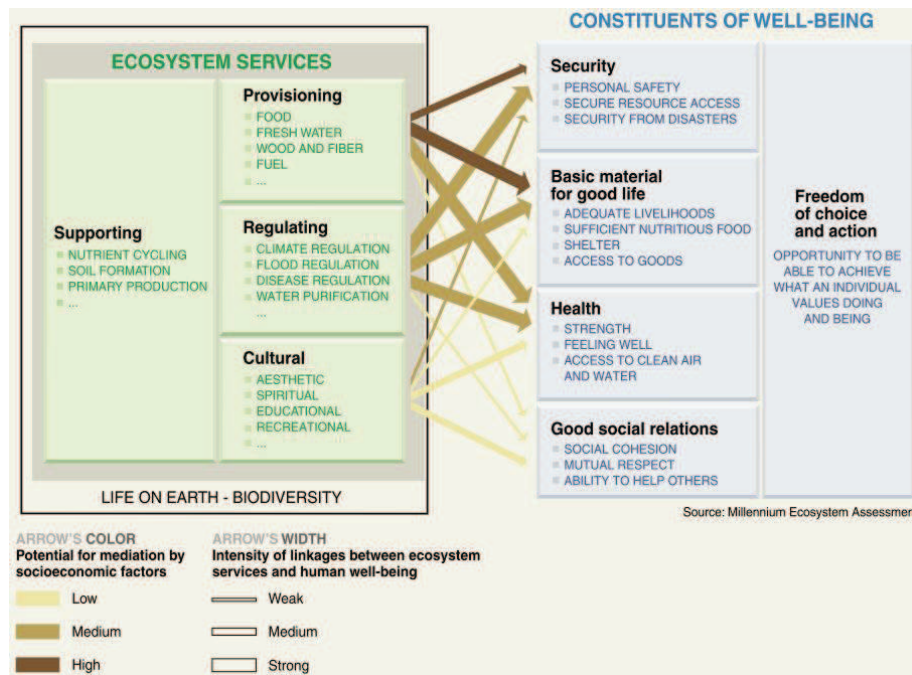 CONSTITUENTS OF WELL-BEING
ECOSYSTEM SERVICES
Supporting
NUTRIENT CYCLING
SOIL FORMATION
PRIMARY PRODUCTION
...
Provisioning
FOOD
FRESH WATER
WOOD AND FIBER
FUEL
...
Regulating
CLIMATE REGULATION
FLOOD REGULATION
DISEASE REGULATION
WATER PURIFICATION
...
Cultural
AESTHETIC
SPIRITUAL
EDUCATIONAL
RECREATIONAL
...
LIFE ON EARTH - BIODIVERSITY
Security
PERSONAL SAFETY
SECURE RESOURCE ACCESS
SECURITY FROM DISASTERS
Basic material
for good life
ADEQUATE LIVELIHOODS
SUFFICIENT NUTRITIOUS FOOD
SHELTER
ACCESS TO GOODS
Health
STRENGTH
FEELING WELL
ACCESS TO CLEAN AIR
AND WATER
Good social relations
SOCIAL COHESION
MUTUAL RESPECT
ABILITY TO HELP OTHERS
Freedom
of choice
and action
OPPORTUNITY TO BE
ABLE TO ACHIEVE
WHAT AN INDIVIDUAL
VALUES DOING
AND BEING
Source: Millennium Ecosystem Assessmen
ARROW'S COLOR
Potential for mediation by
socioeconomic factors
Low
Medium
High
ARROW'S WIDTH
Intensity of linkages between ecosystem
services and human well-being
Weak
Medium
Strong